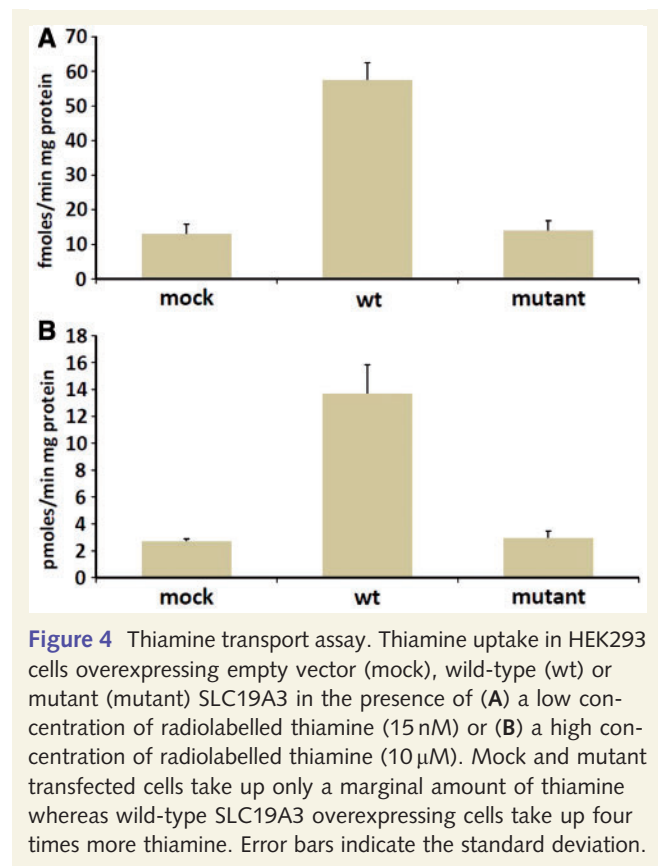 A
70
60
50
40
30
20
10
0
fmoles/min mg protein
mock wt mutant
B
18
16
14
12
10
8
6
4
2
0
pmoles/min mg protein
mock wt mutant
Figure 4 Thiamine transport assay. Thiamine uptake in HEK293
cells overexpressing empty vector (mock), wild-type (wt) or
mutant (mutant) SLC19A3 in the presence of (A) a low con-
centration of radiolabelled thiamine (15 nM) or (B) a high con-
centration of radiolabelled thiamine (10 µM). Mock and mutant
transfected cells take up only a marginal amount of thiamine
whereas wild-type SLC19A3 overexpressing cells take up four
times more thiamine. Error bars indicate the standard deviation.